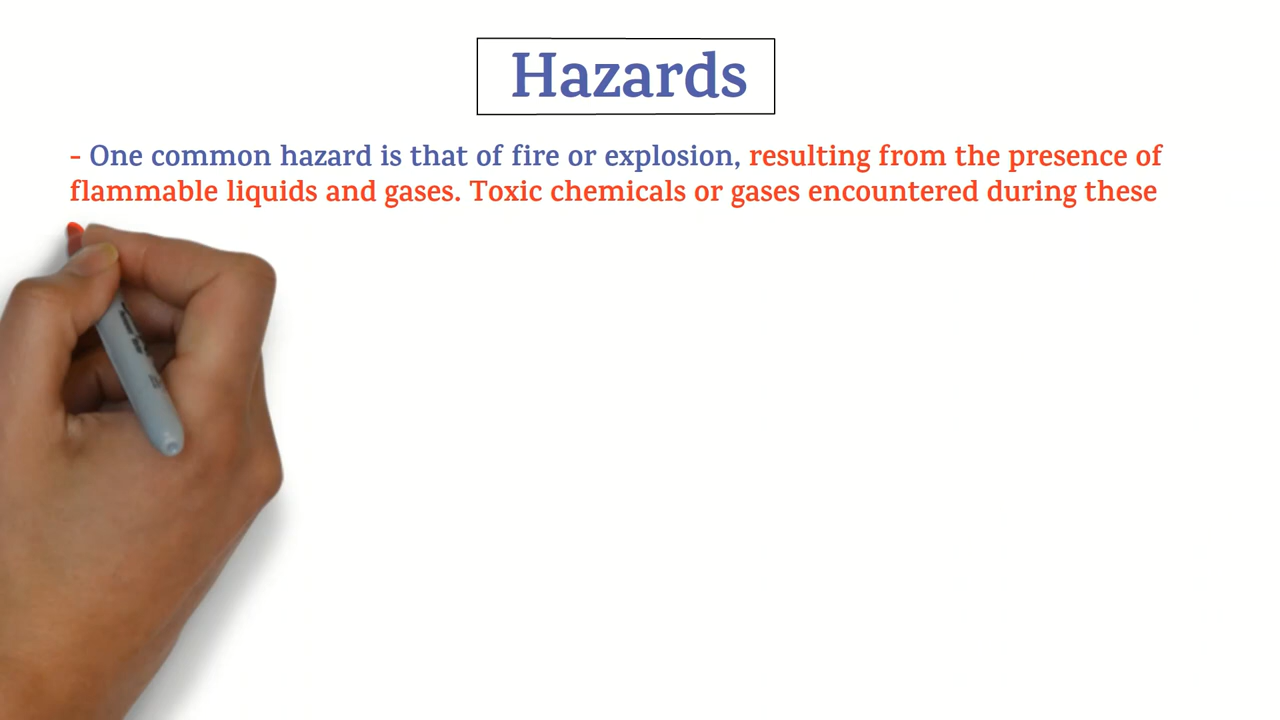 Hazards
- One common hazard is that of fire or explosion, resulting from the presence of
flammable liquids and gases. Toxic chemicals or gases encountered during these